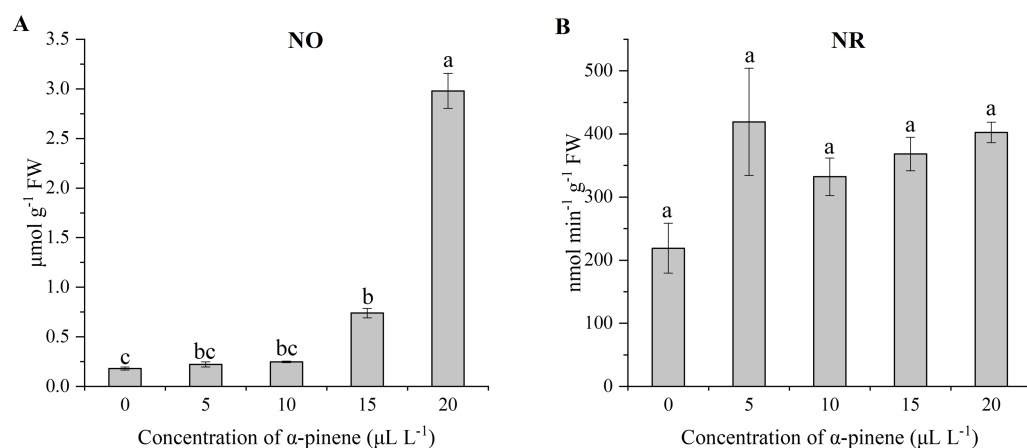 A
NO
3.5
3.0
2.5
2.0
1.5
1.0
0.5
0.0
μmol g⁻¹ FW
c
bc
bc
b
a
0 5 10 15 20
Concentration of α-pinene (μL L⁻¹)
B
NR
500
400
300
200
100
0
nmol min⁻¹ g⁻¹ FW
a
a
a
a
a
0 5 10 15 20
Concentration of α-pinene (μL L⁻¹)